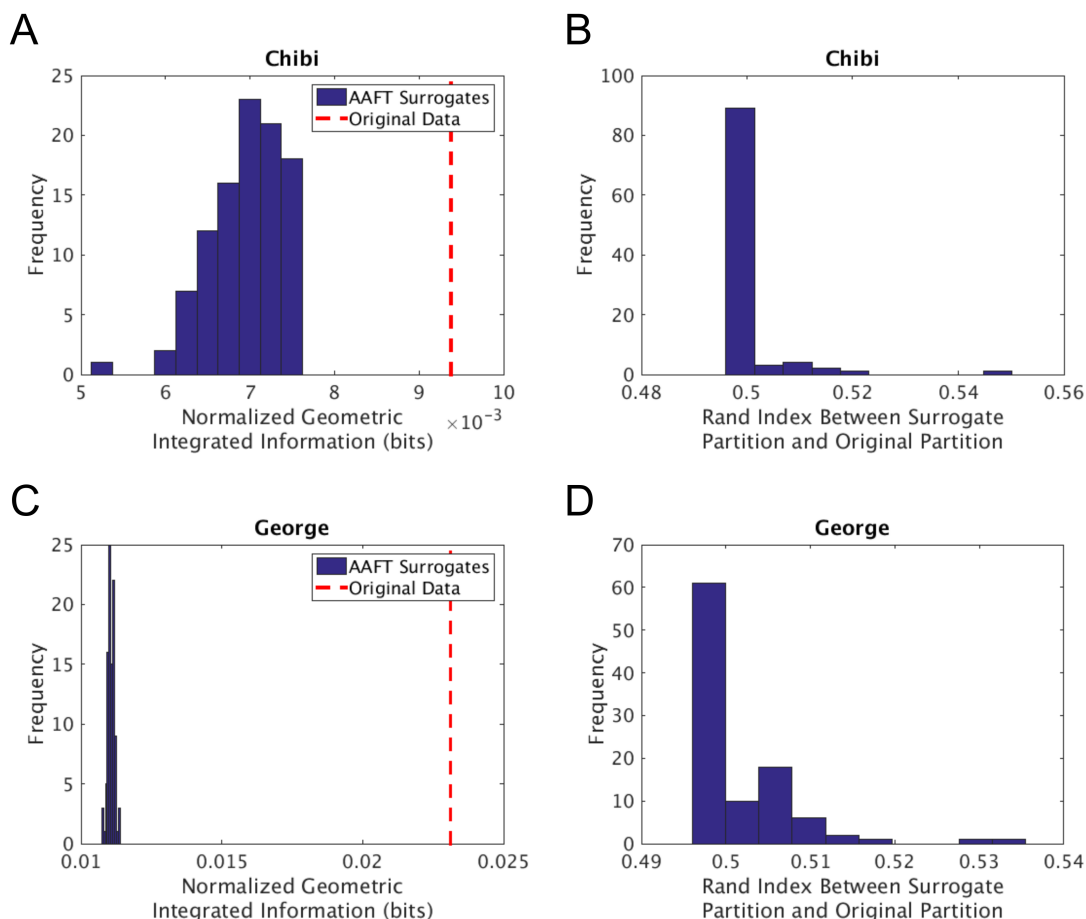 A
Chibi
25
20
15
10
5
0
Frequency
AAFT Surrogates
Original Data
5 6 7 8 9 10
×10⁻³
Normalized Geometric
Integrated Information (bits)
B
Chibi
100
80
60
40
20
0
Frequency
0.48 0.5 0.52 0.54 0.56
Rand Index Between Surrogate
Partition and Original Partition
C
George
25
20
15
10
5
0
Frequency
AAFT Surrogates
Original Data
0.01 0.015 0.02 0.025
Normalized Geometric
Integrated Information (bits)
D
George
70
60
50
40
30
20
10
0
Frequency
0.49 0.5 0.51 0.52 0.53 0.54
Rand Index Between Surrogate
Partition and Original Partition